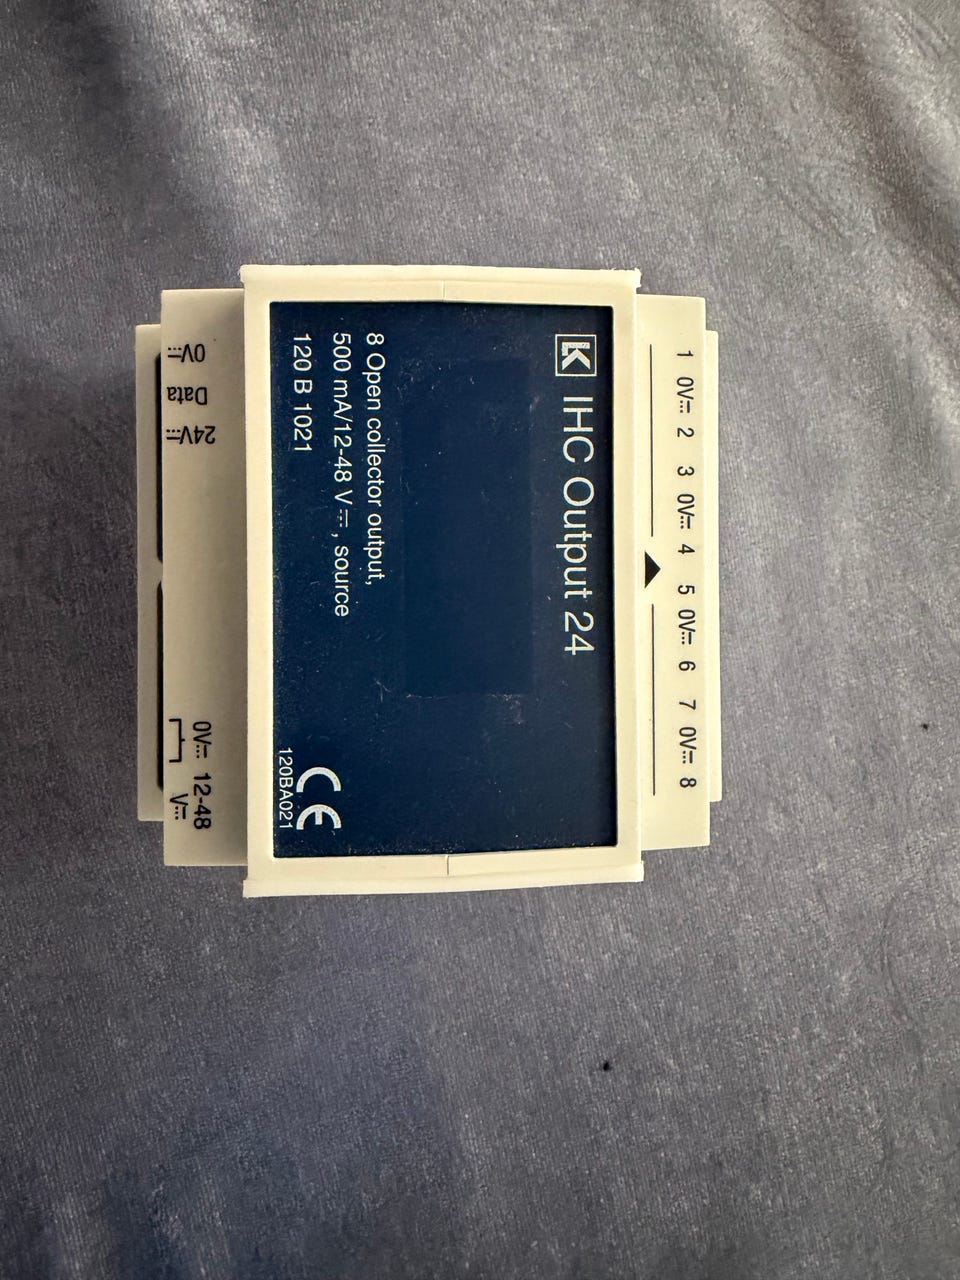 1 0V⎓ 2 3 0V⎓ 4 5 0V⎓ 6 7 0V⎓ 8
K IHC Output 24
8 Open collector output,
500 mA/12-48 V⎓, source
120 B 1021
CE
120BA021
0V⎓ Data 24V⎓
0V⎓ 12-48
V⎓